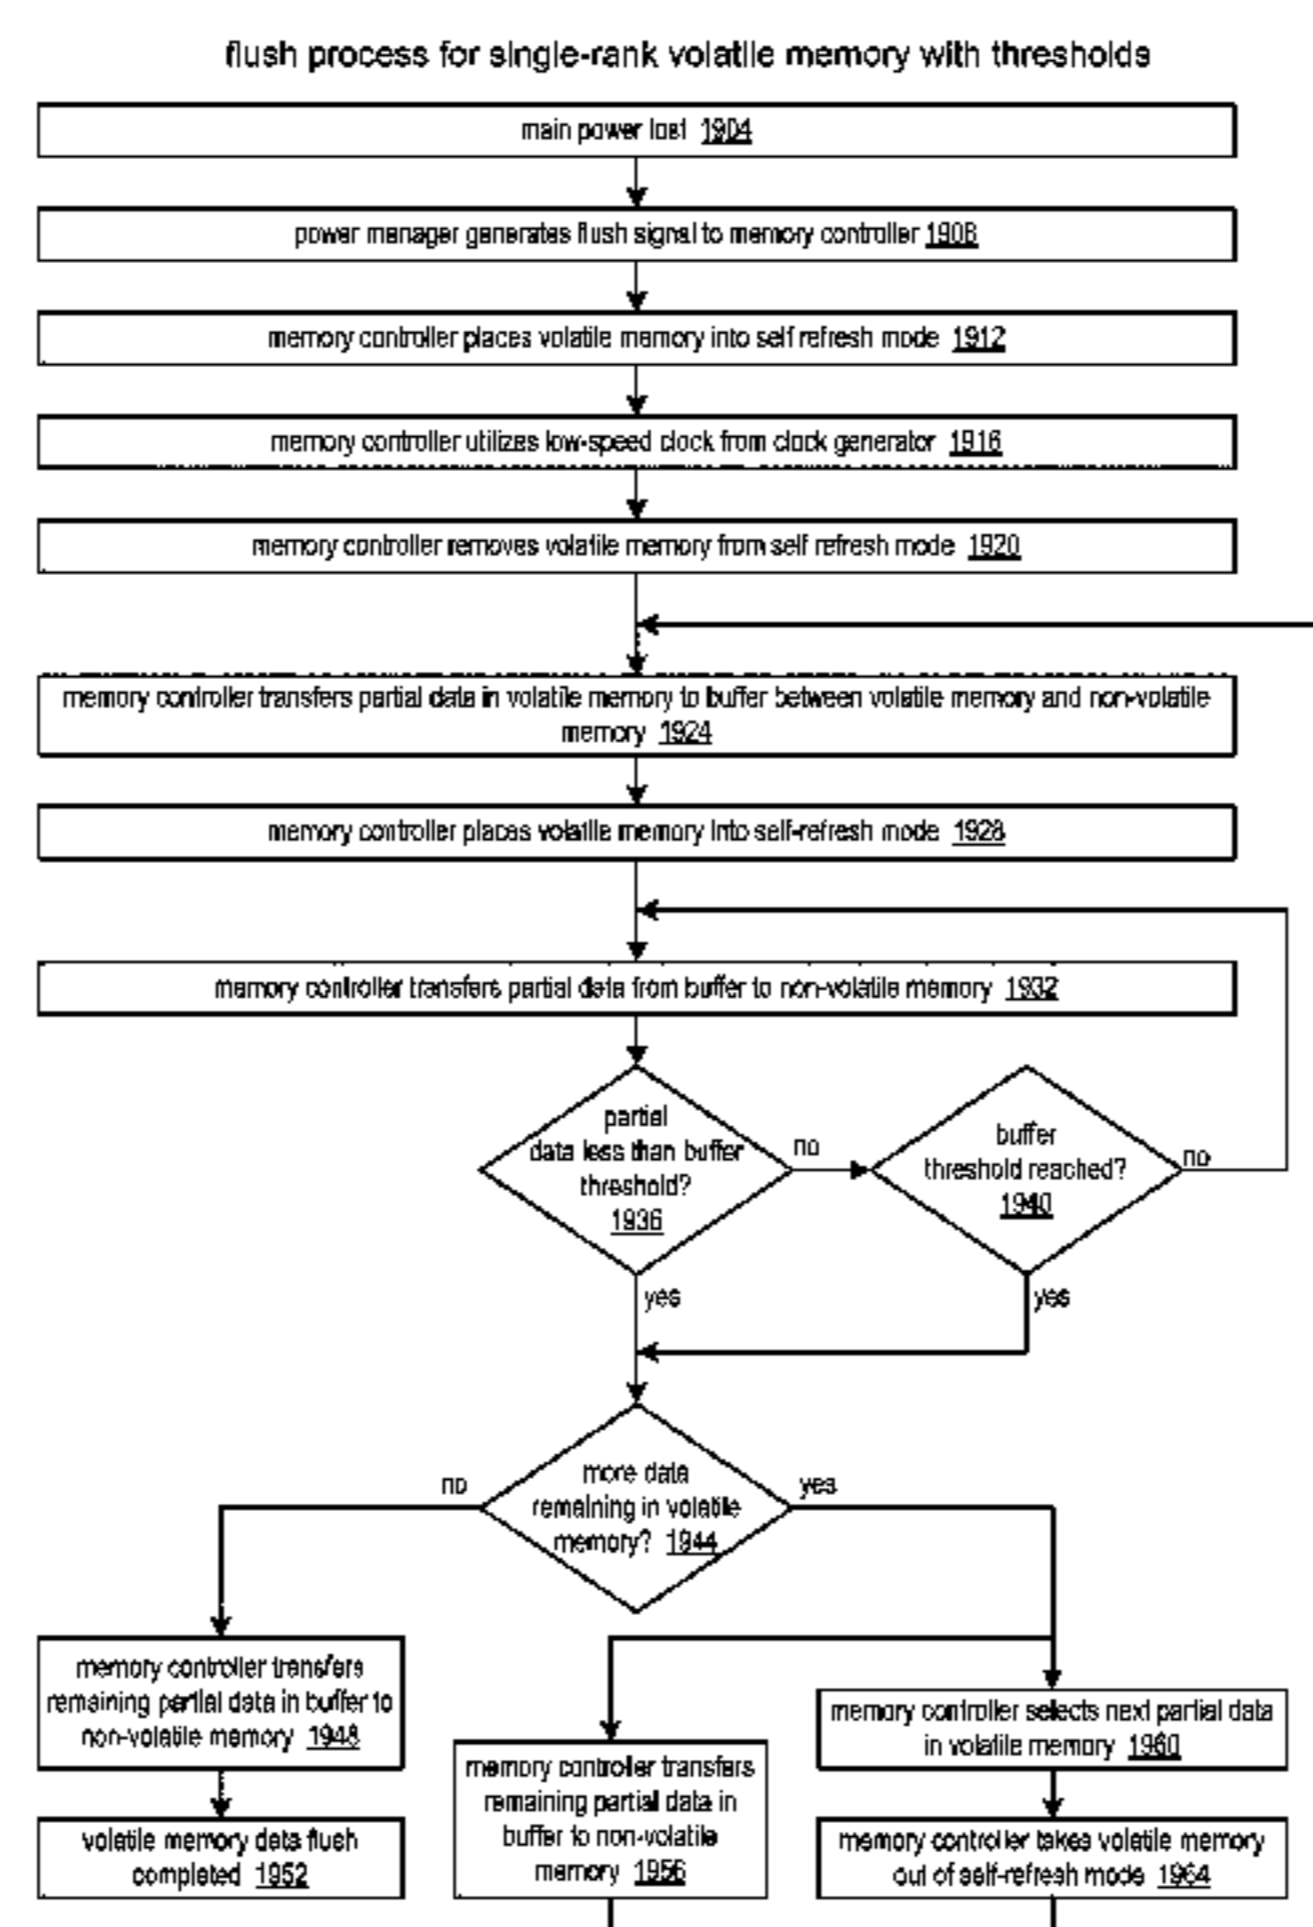 flush process for single-rank volatile memory with thresholds
main power lost 1904
power manager generates flush signal to memory controller 1908
memory controller places volatile memory into self refresh mode 1912
memory controller utilizes low-speed clock from clock generator 1916
memory controller removes volatile memory from self refresh mode 1920
memory controller transfers partial data in volatile memory to buffer between volatile memory and non-volatile
memory 1924
memory controller places volatile memory into self-refresh mode 1928
memory controller transfers partial data from buffer to non-volatile memory 1932
partial
data less than buffer
threshold?
1936
no
buffer
threshold reached?
1940
no
yes
yes
more data
remaining in volatile
memory? 1944
no
yes
memory controller transfers
remaining partial data in buffer to
non-volatile memory 1948
volatile memory data flush
completed 1952
memory controller transfers
remaining partial data in
buffer to non-volatile
memory 1956
memory controller selects next partial data
in volatile memory 1960
memory controller takes volatile memory
out of self-refresh mode 1964